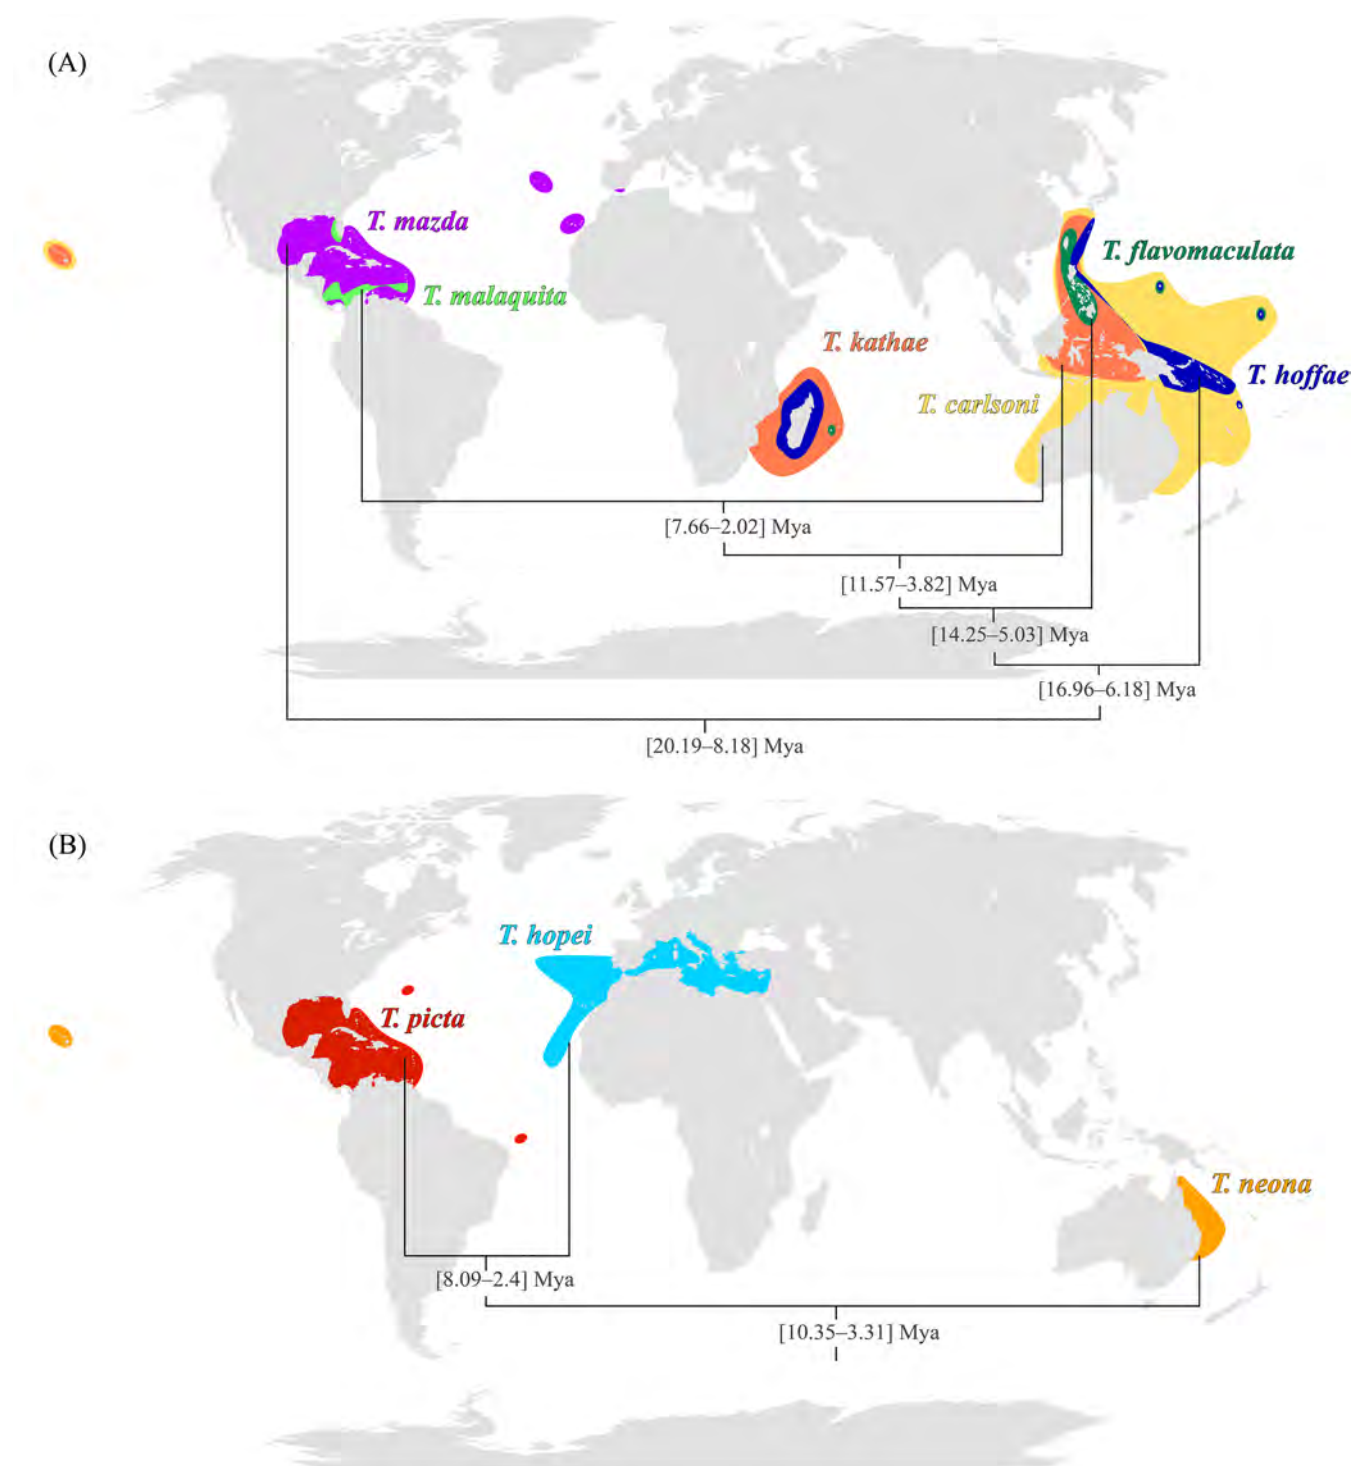 (A)
T. mazda
T. flavomaculata
T. malaquita
T. kathae
T. hoffae
T. carlsoni
[7.66–2.02] Mya
[11.57–3.82] Mya
[14.25–5.03] Mya
[16.96–6.18] Mya
[20.19–8.18] Mya
(B)
T. hopei
T. picta
T. neona
[8.09–2.4] Mya
[10.35–3.31] Mya